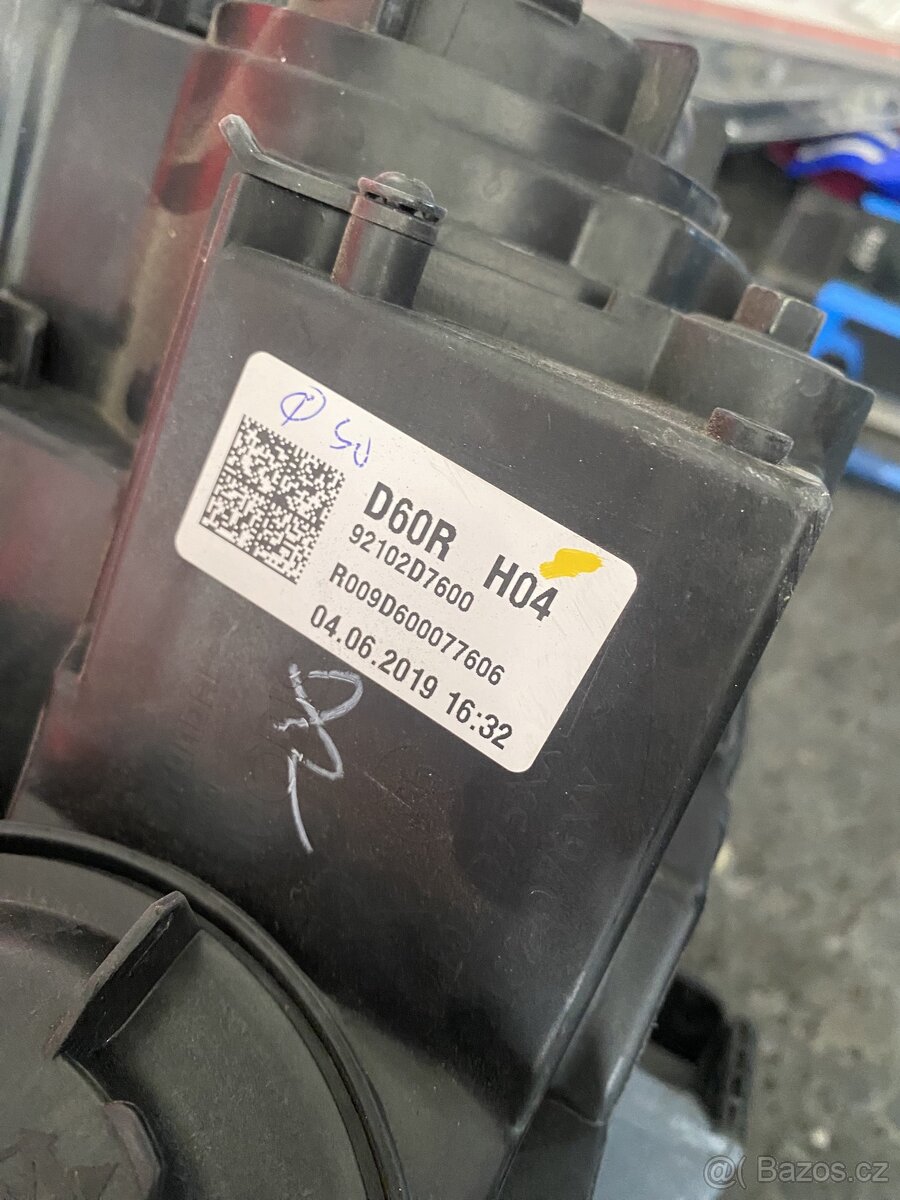 D60R H04
92102D7600
R009D600077606
04.06.2019 16:32
@( Bazos.cz